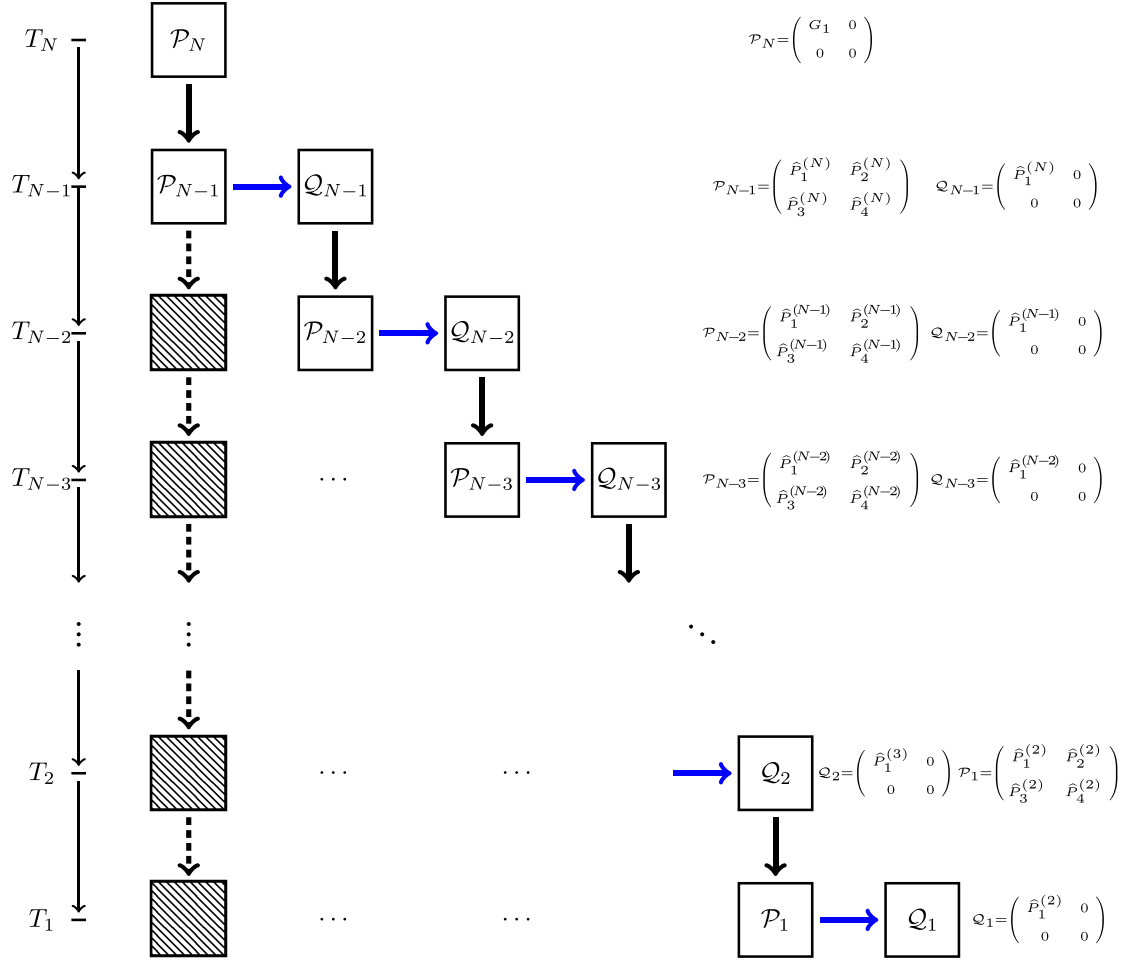 T_N 𝒫_N 𝒫_N = ( G_1 0 ; 0 0 )
T_{N−1} 𝒫_{N−1} 𝒬_{N−1} 𝒫_{N−1} = ( P̂_1^{(N)} P̂_2^{(N)} ; P̂_3^{(N)} P̂_4^{(N)} ) 𝒬_{N−1} = ( P̂_1^{(N)} 0 ; 0 0 )
T_{N−2} 𝒫_{N−2} 𝒬_{N−2} 𝒫_{N−2} = ( P̂_1^{(N−1)} P̂_2^{(N−1)} ; P̂_3^{(N−1)} P̂_4^{(N−1)} ) 𝒬_{N−2} = ( P̂_1^{(N−1)} 0 ; 0 0 )
T_{N−3} ⋯ 𝒫_{N−3} 𝒬_{N−3} 𝒫_{N−3} = ( P̂_1^{(N−2)} P̂_2^{(N−2)} ; P̂_3^{(N−2)} P̂_4^{(N−2)} ) 𝒬_{N−3} = ( P̂_1^{(N−2)} 0 ; 0 0 )
⋮ ⋮ ⋱
T_2 ⋯ ⋯ 𝒬_2 𝒬_2 = ( P̂_1^{(3)} 0 ; 0 0 ) 𝒫_1 = ( P̂_1^{(2)} P̂_2^{(2)} ; P̂_3^{(2)} P̂_4^{(2)} )
T_1 ⋯ ⋯ 𝒫_1 𝒬_1 𝒬_1 = ( P̂_1^{(2)} 0 ; 0 0 )